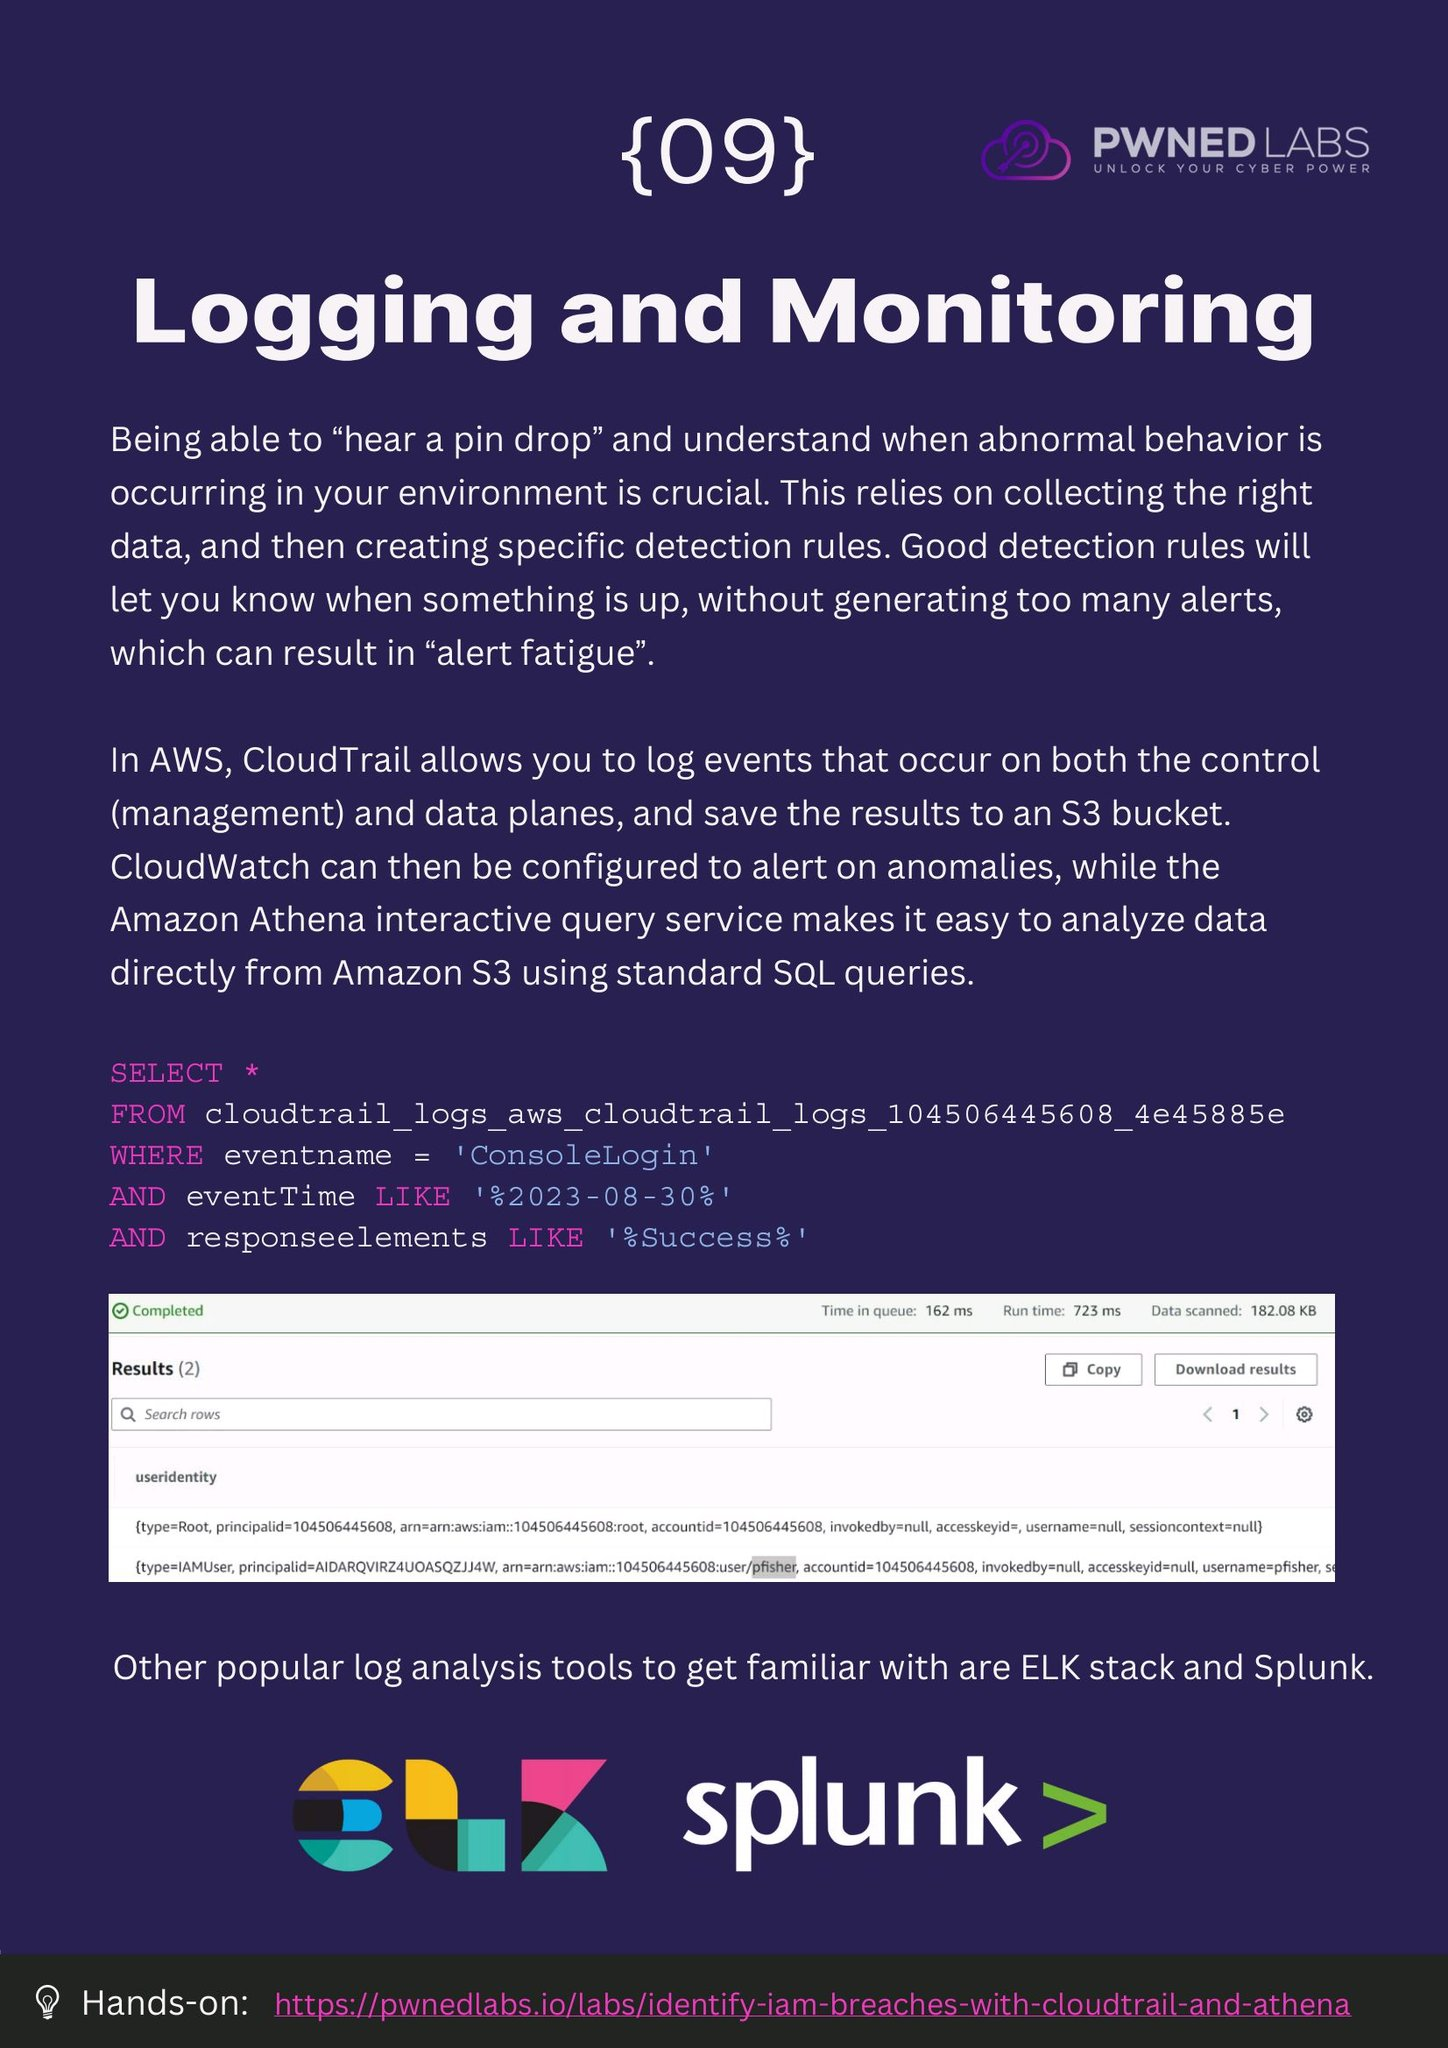 {09}
PWNED LABS
UNLOCK YOUR CYBER POWER
Logging and Monitoring
Being able to “hear a pin drop” and understand when abnormal behavior is
occurring in your environment is crucial. This relies on collecting the right
data, and then creating specific detection rules. Good detection rules will
let you know when something is up, without generating too many alerts,
which can result in “alert fatigue”.
In AWS, CloudTrail allows you to log events that occur on both the control
(management) and data planes, and save the results to an S3 bucket.
CloudWatch can then be configured to alert on anomalies, while the
Amazon Athena interactive query service makes it easy to analyze data
directly from Amazon S3 using standard SQL queries.
SELECT *
FROM cloudtrail_logs_aws_cloudtrail_logs_104506445608_4e45885e
WHERE eventname = 'ConsoleLogin'
AND eventTime LIKE '%2023-08-30%'
AND responseelements LIKE '%Success%'
Completed Time in queue: 162 ms Run time: 723 ms Data scanned: 182.08 KB
Results (2) Copy Download results
Search rows 1
useridentity
{type=Root, principalid=104506445608, arn=arn:aws:iam::104506445608:root, accountid=104506445608, invokedby=null, accesskeyid=, username=null, sessioncontext=null}
{type=IAMUser, principalid=AIDARQVIRZ4UOASQZJJ4W, arn=arn:aws:iam::104506445608:user/pfisher, accountid=104506445608, invokedby=null, accesskeyid=null, username=pfisher, se
Other popular log analysis tools to get familiar with are ELK stack and Splunk.
ELK splunk>
Hands-on: https://pwnedlabs.io/labs/identify-iam-breaches-with-cloudtrail-and-athena